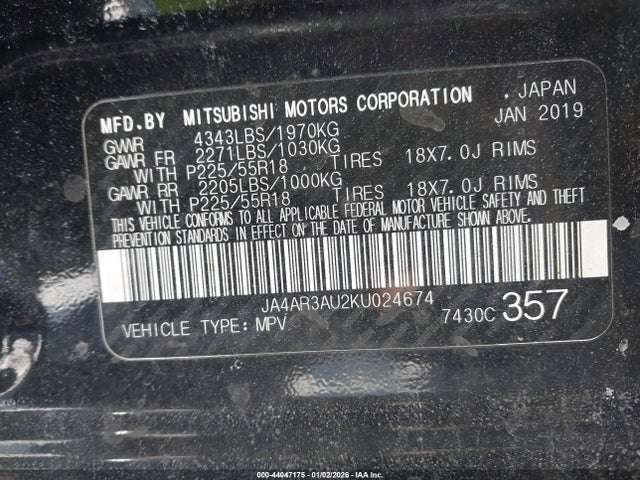 MFD.BY MITSUBISHI MOTORS CORPORATION . JAPAN
GVWR 4343LBS/1970KG JAN 2019
GAWR FR 2271LBS/1030KG
WITH P225/55R18 TIRES 18X7.0J RIMS
GAWR RR 2205LBS/1000KG
WITH P225/55R18 TIRES 18X7.0J RIMS
THIS VEHICLE CONFORMS TO ALL APPLICABLE FEDERAL MOTOR VEHICLE SAFETY AND THEFT
PREVENTION STANDARDS IN EFFECT ON THE DATE OF MANUFACTURE SHOWN ABOVE.
JA4AR3AU2KU024674
VEHICLE TYPE: MPV 7430C 357
000-44047175 - 01/02/2026 - IAAI.COM